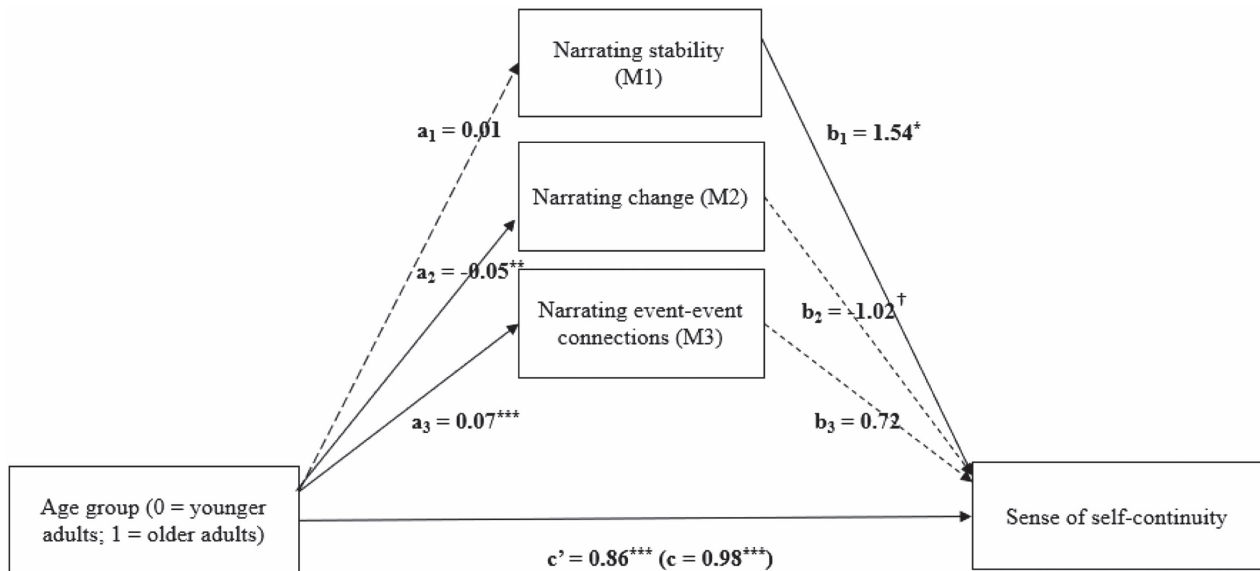 Narrating stability
(M1)
a₁ = 0.01
b₁ = 1.54*
Narrating change (M2)
a₂ = -0.05**
b₂ = -1.02†
Narrating event-event
connections (M3)
a₃ = 0.07***
b₃ = 0.72
Age group (0 = younger
adults; 1 = older adults)
Sense of self-continuity
c’ = 0.86*** (c = 0.98***)